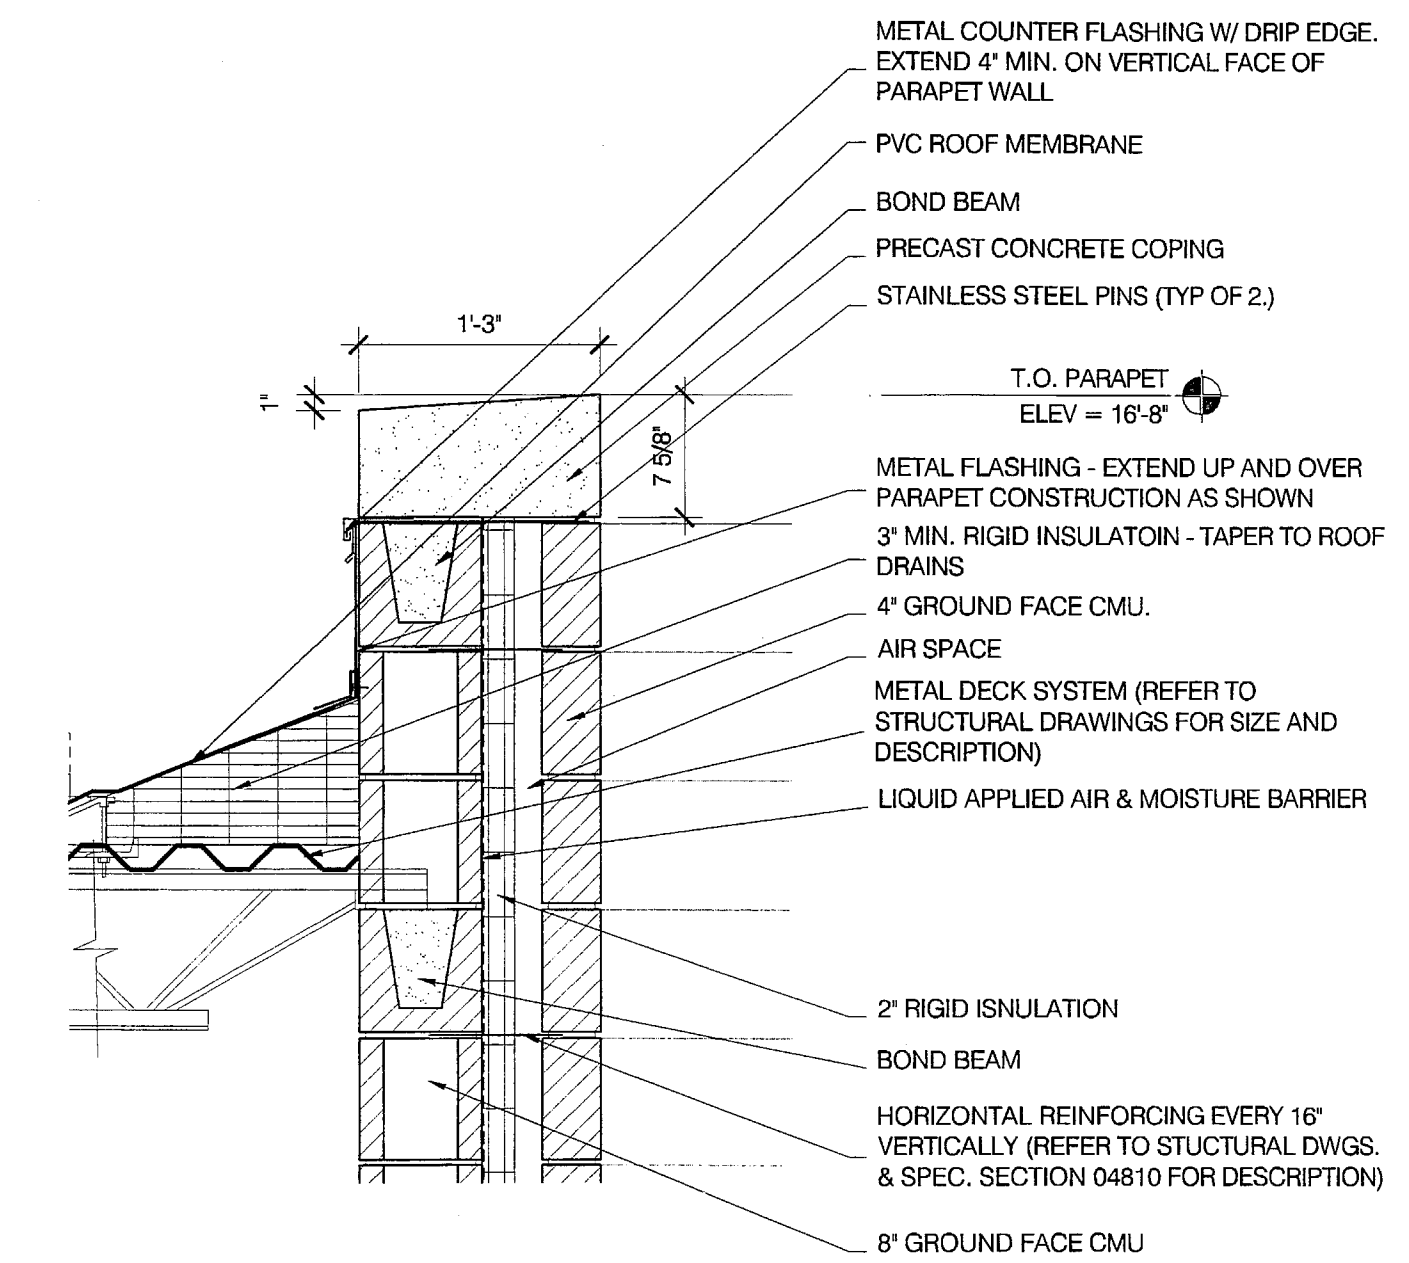 METAL COUNTER FLASHING W/ DRIP EDGE.
EXTEND 4" MIN. ON VERTICAL FACE OF
PARAPET WALL
PVC ROOF MEMBRANE
BOND BEAM
PRECAST CONCRETE COPING
STAINLESS STEEL PINS (TYP OF 2.)
1'-3"
1"
7 5/8"
T.O. PARAPET
ELEV = 16'-8"
METAL FLASHING - EXTEND UP AND OVER
PARAPET CONSTRUCTION AS SHOWN
3" MIN. RIGID INSULATOIN - TAPER TO ROOF
DRAINS
4" GROUND FACE CMU.
AIR SPACE
METAL DECK SYSTEM (REFER TO
STRUCTURAL DRAWINGS FOR SIZE AND
DESCRIPTION)
LIQUID APPLIED AIR & MOISTURE BARRIER
2" RIGID ISNULATION
BOND BEAM
HORIZONTAL REINFORCING EVERY 16"
VERTICALLY (REFER TO STUCTURAL DWGS.
& SPEC. SECTION 04810 FOR DESCRIPTION)
8" GROUND FACE CMU